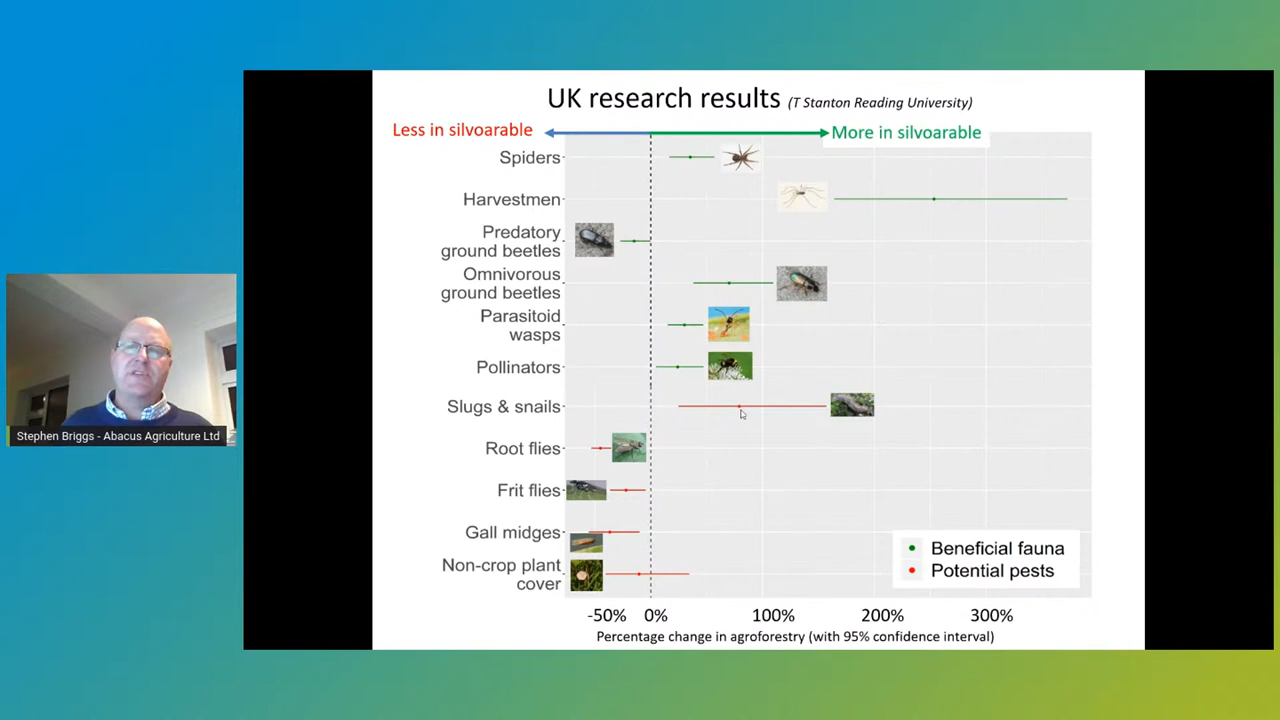 UK research results (T Stanton Reading University)
Less in silvoarable
More in silvoarable
Spiders
Harvestmen
Predatory
ground beetles
Omnivorous
ground beetles
Parasitoid
wasps
Pollinators
Slugs & snails
Root flies
Frit flies
Gall midges
Non-crop plant
cover
Beneficial fauna
Potential pests
-50% 0% 100% 200% 300%
Percentage change in agroforestry (with 95% confidence interval)
Stephen Briggs - Abacus Agriculture Ltd